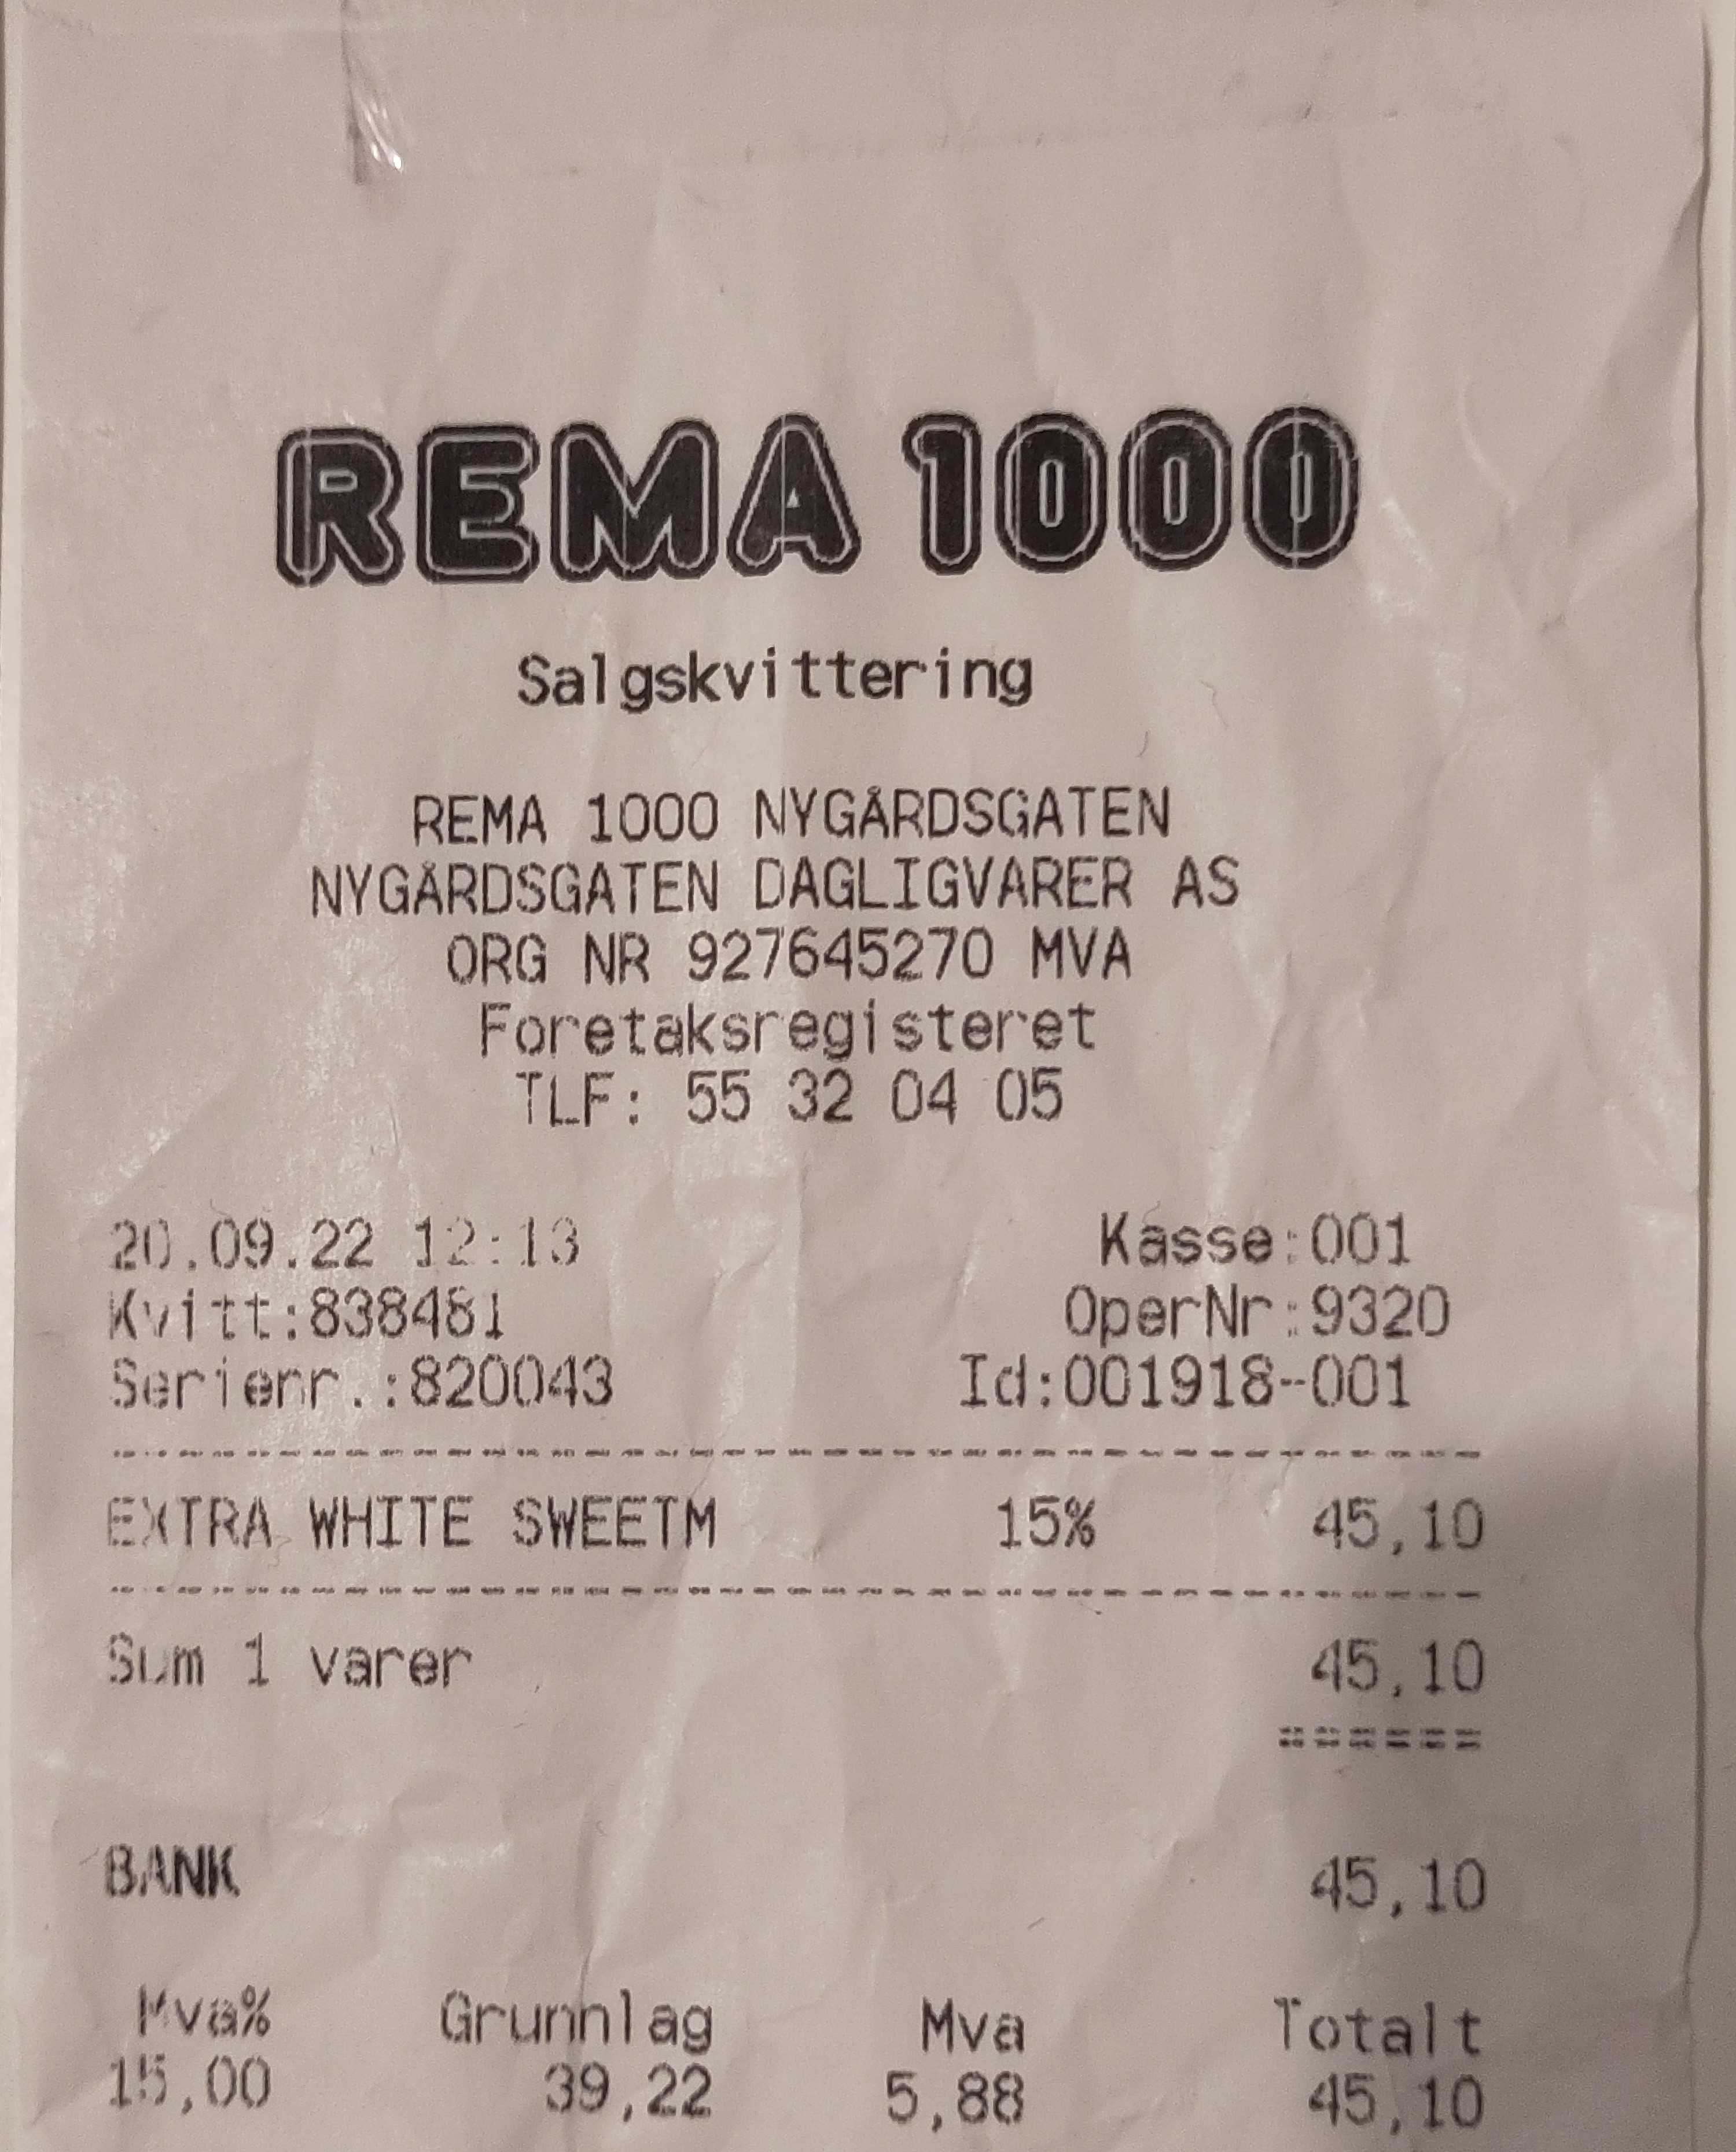 REMA 1000
Salgskvittering
REMA 1000 NYGÅRDSGATEN
NYGÅRDSGATEN DAGLIGVARER AS
ORG NR 927645270 MVA
Foretaksregisteret
TLF: 55 32 04 05
20.09.22 12:13 Kasse:001
Kvitt:838481 OperNr:9320
Serienr.:820043 Id:001918-001
EXTRA WHITE SWEETM 15% 45,10
Sum 1 varer 45,10
======
BANK 45,10
Mva% Grunnlag Mva Totalt
15,00 39,22 5,88 45,10